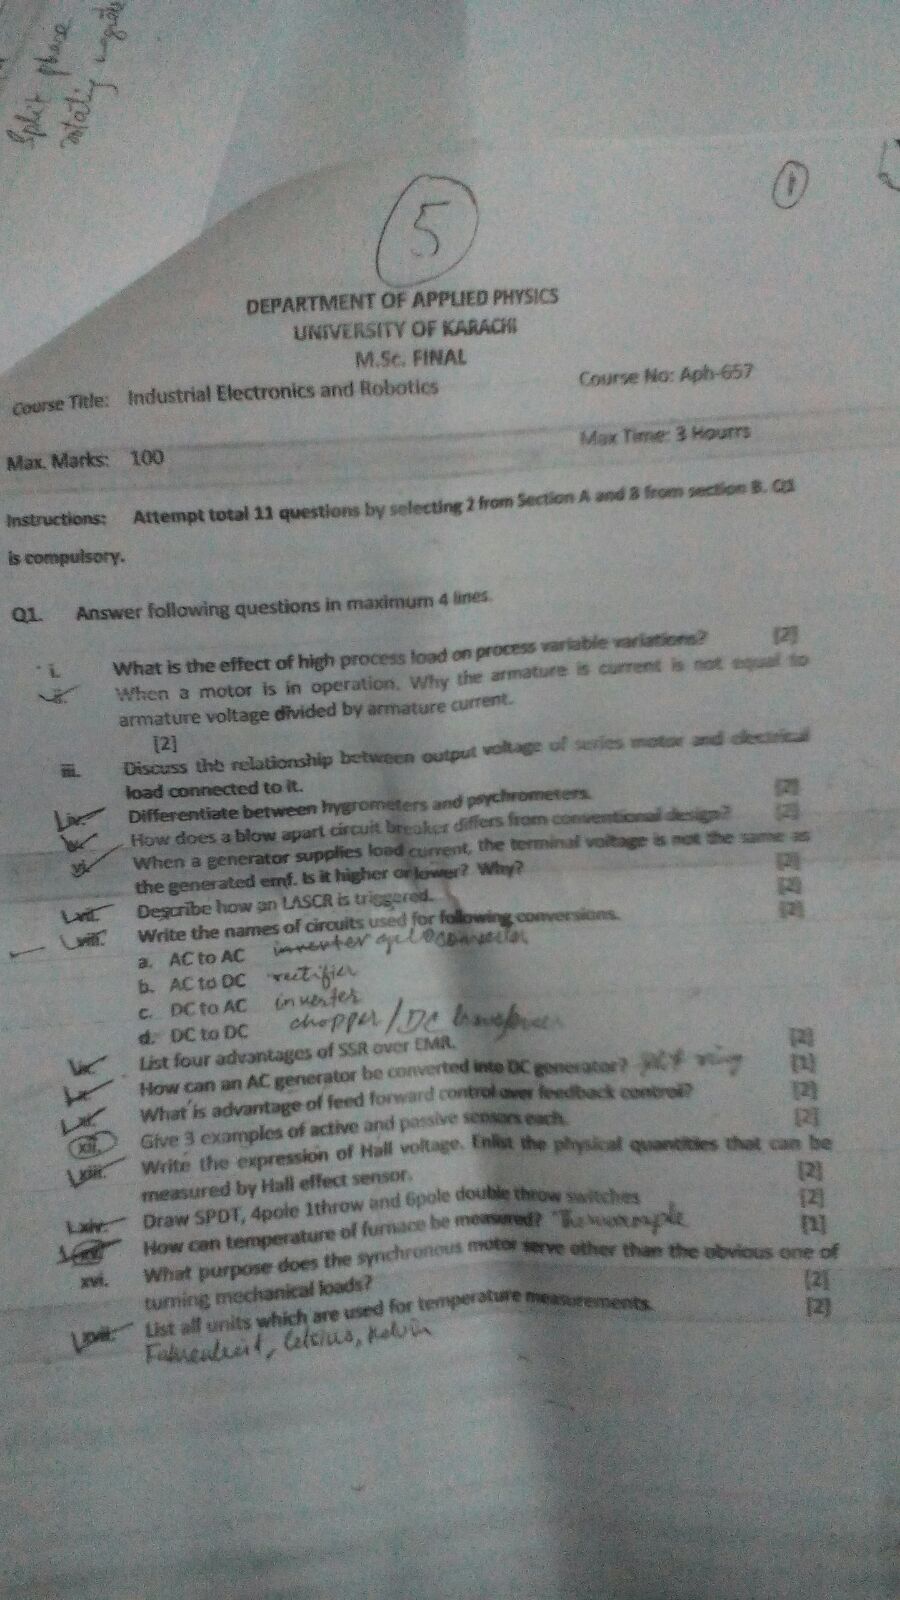 Split phase
rotating magnetic
5
1
DEPARTMENT OF APPLIED PHYSICS
UNIVERSITY OF KARACHI
M.Sc. FINAL
Course Title: Industrial Electronics and Robotics Course No: Aph-657
Max. Marks: 100 Max Time: 3 Hourrs
Instructions: Attempt total 11 questions by selecting 2 from Section A and 8 from section B. Q1
is compulsory.
Q1. Answer following questions in maximum 4 lines.
i. What is the effect of high process load on process variable variations? [2]
ii. When a motor is in operation. Why the armature is current is not equal to
armature voltage divided by armature current.
[2]
iii. Discuss the relationship between output voltage of series motor and electrical
load connected to it. [2]
iv. Differentiate between hygrometers and psychrometers. [2]
v. How does a blow apart circuit breaker differs from conventional design?
vi. When a generator supplies load current, the terminal voltage is not the same as
the generated emf. Is it higher or lower? Why? [2]
vii. Describe how an LASCR is triggered. [2]
viii. Write the names of circuits used for following conversions. [2]
a. AC to AC inverter
b. AC to DC rectifier
c. DC to AC inverter
d. DC to DC chopper/DC
ix. List four advantages of SSR over EMR. [2]
x. How can an AC generator be converted into DC generator? ring [1]
xi. What is advantage of feed forward control over feedback control? [2]
xii. Give 3 examples of active and passive sensors each. [2]
xiii. Write the expression of Hall voltage. Enlist the physical quantities that can be
measured by Hall effect sensor. [2]
xiv. Draw SPDT, 4pole 1throw and 6pole double throw switches [2]
How can temperature of furnace be measured? [1]
xvi. What purpose does the synchronous motor serve other than the obvious one of
turning mechanical loads? [2]
xvii. List all units which are used for temperature measurements. [2]
Fahrenheit, Celsius, Kelvin